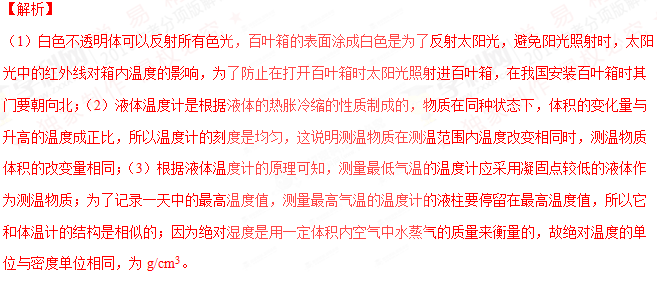 【解析】
（1）白色不透明体可以反射所有色光，百叶箱的表面涂成白色是为了反射太阳光，避免阳光照射时，太阳
光中的红外线对箱内温度的影响，为了防止在打开百叶箱时太阳光照射进百叶箱，在我国安装百叶箱时其
门要朝向北；（2）液体温度计是根据液体的热胀冷缩的性质制成的，物质在同种状态下，体积的变化量与
升高的温度成正比，所以温度计的刻度是均匀，这说明测温物质在测温范围内温度改变相同时，测温物质
体积的改变量相同；（3）根据液体温度计的原理可知，测量最低气温的温度计应采用凝固点较低的液体作
为测温物质；为了记录一天中的最高温度值，测量最高气温的温度计的液柱要停留在最高温度值，所以它
和体温计的结构是相似的；因为绝对湿度是用一定体积内空气中水蒸气的质量来衡量的，故绝对温度的单
位与密度单位相同，为 g/cm³。